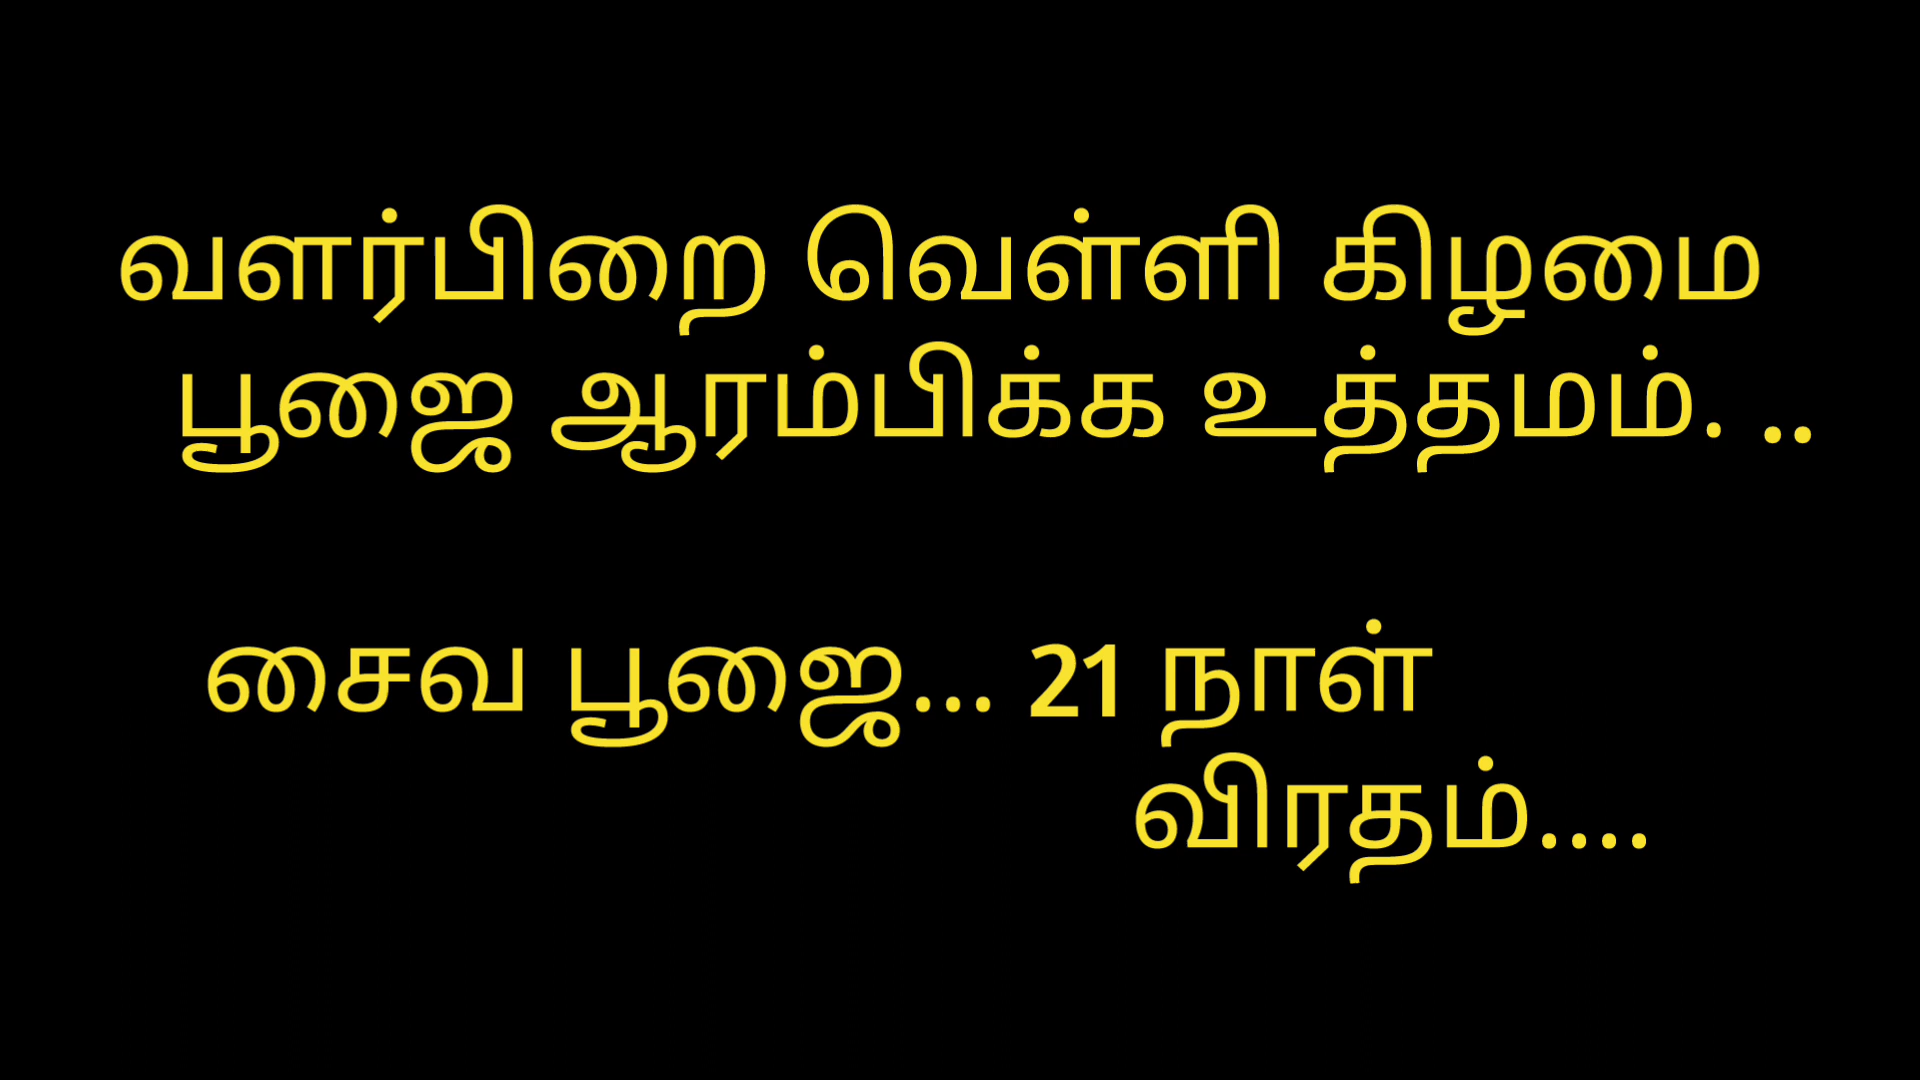 வளர்பிறை வெள்ளி கிழமை
பூஜை ஆரம்பிக்க உத்தமம். ..
சைவ பூஜை... 21 நாள்
விரதம்....